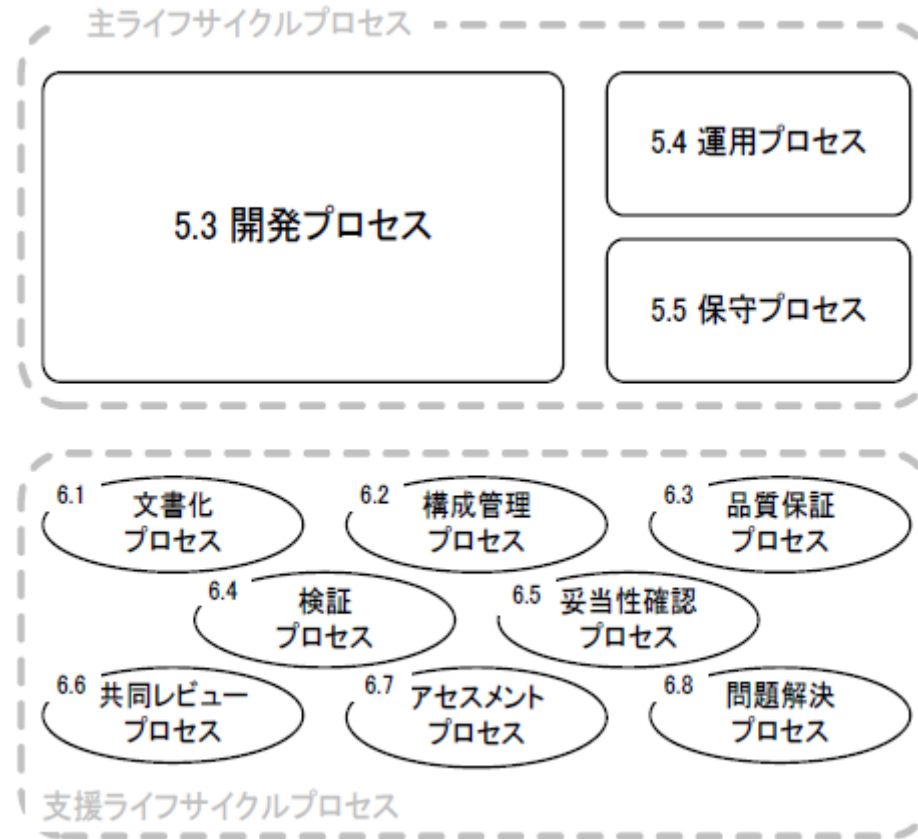 主ライフサイクルプロセス
5.3 開発プロセス
5.4 運用プロセス
5.5 保守プロセス
6.1 文書化
プロセス
6.2 構成管理
プロセス
6.3 品質保証
プロセス
6.4 検証
プロセス
6.5 妥当性確認
プロセス
6.6 共同レビュー
プロセス
6.7 アセスメント
プロセス
6.8 問題解決
プロセス
支援ライフサイクルプロセス